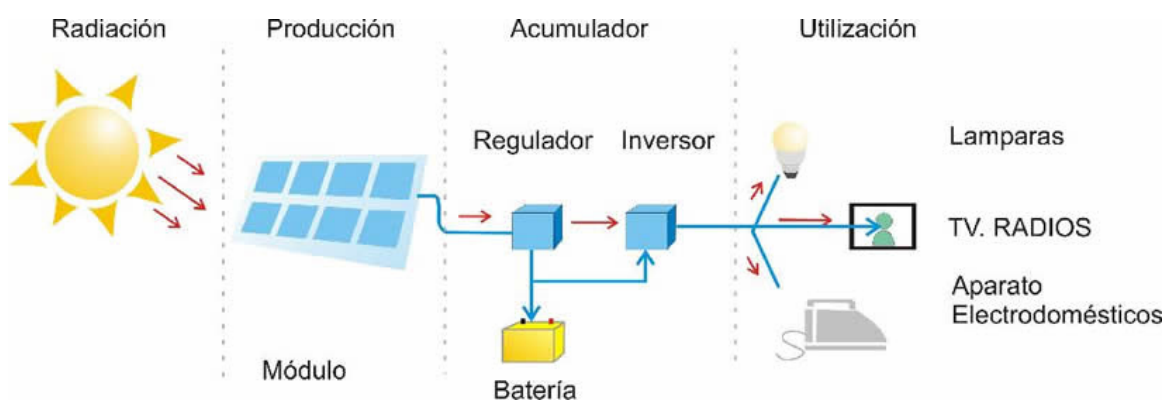 Radiación
Producción
Acumulador
Utilización
Regulador
Inversor
Lamparas
TV. RADIOS
Aparato
Electrodomésticos
Módulo
Batería